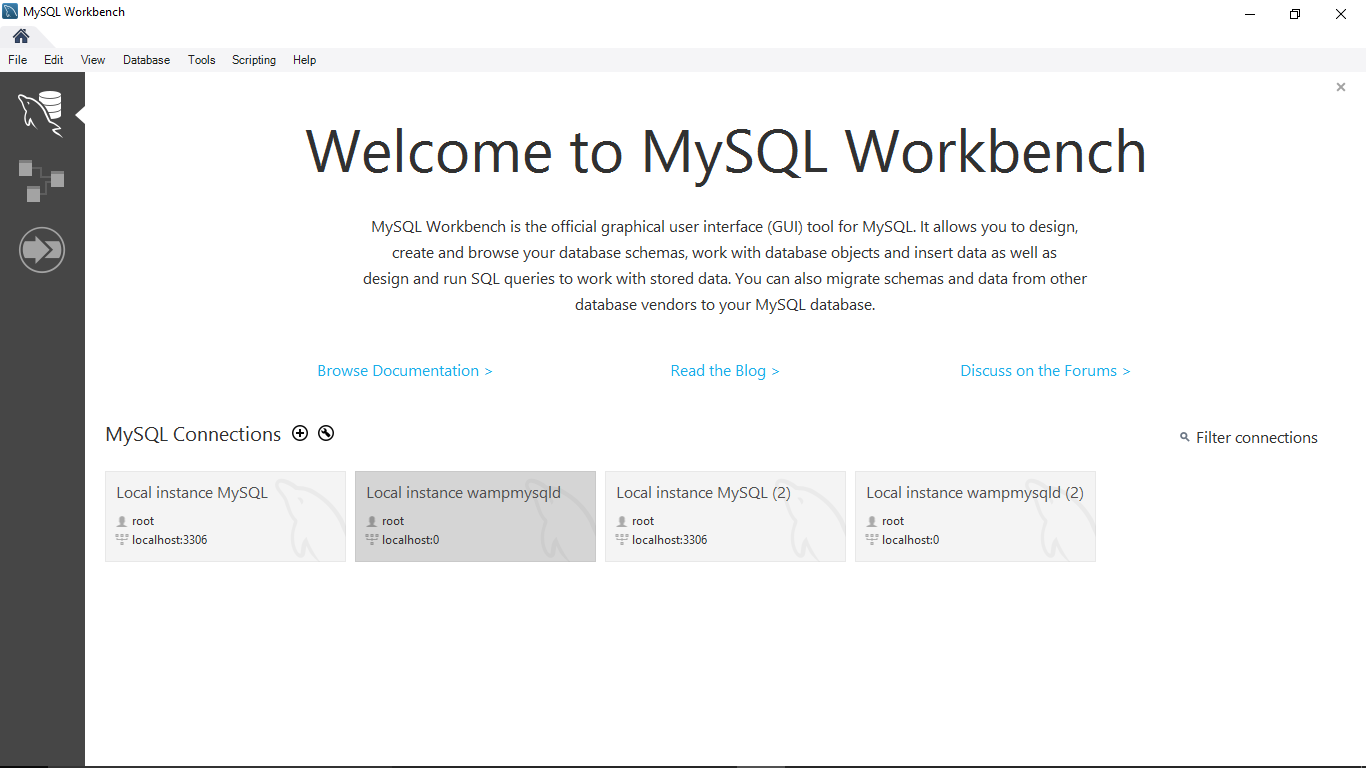 MySQL Workbench
File Edit View Database Tools Scripting Help
Welcome to MySQL Workbench
MySQL Workbench is the official graphical user interface (GUI) tool for MySQL. It allows you to design,
create and browse your database schemas, work with database objects and insert data as well as
design and run SQL queries to work with stored data. You can also migrate schemas and data from other
database vendors to your MySQL database.
Browse Documentation > Read the Blog > Discuss on the Forums >
MySQL Connections Filter connections
Local instance MySQL
root
localhost:3306
Local instance wampmysqld
root
localhost:0
Local instance MySQL (2)
root
localhost:3306
Local instance wampmysqld (2)
root
localhost:0